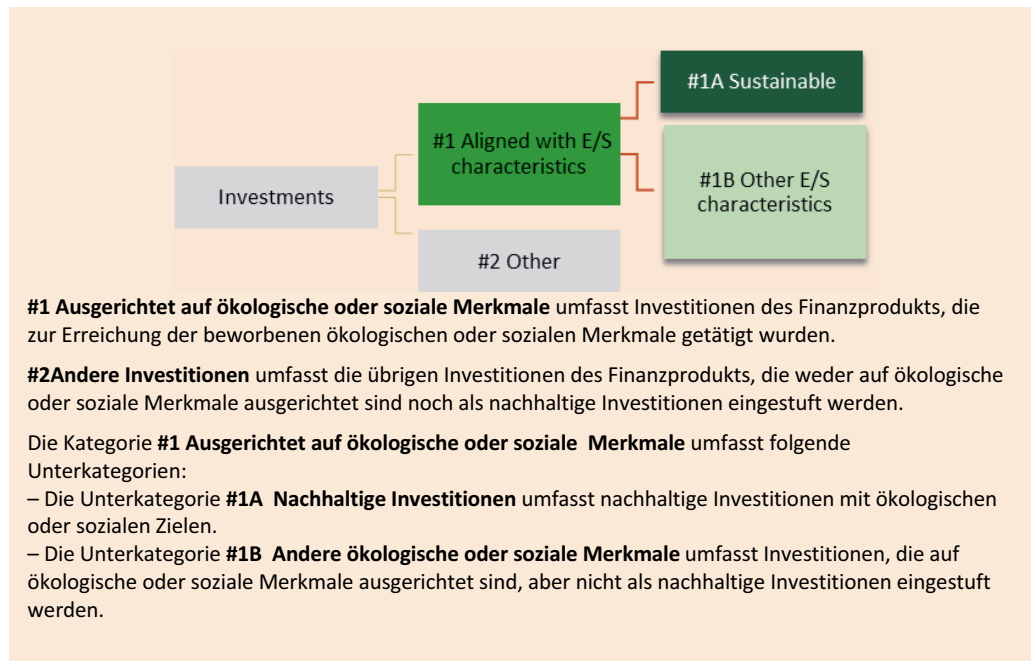 #1A Sustainable
#1 Aligned with E/S
characteristics
#1B Other E/S
characteristics
Investments
#2 Other
#1 Ausgerichtet auf ökologische oder soziale Merkmale umfasst Investitionen des Finanzprodukts, die
zur Erreichung der beworbenen ökologischen oder sozialen Merkmale getätigt wurden.
#2Andere Investitionen umfasst die übrigen Investitionen des Finanzprodukts, die weder auf ökologische
oder soziale Merkmale ausgerichtet sind noch als nachhaltige Investitionen eingestuft werden.
Die Kategorie #1 Ausgerichtet auf ökologische oder soziale Merkmale umfasst folgende
Unterkategorien:
– Die Unterkategorie #1A Nachhaltige Investitionen umfasst nachhaltige Investitionen mit ökologischen
oder sozialen Zielen.
– Die Unterkategorie #1B Andere ökologische oder soziale Merkmale umfasst Investitionen, die auf
ökologische oder soziale Merkmale ausgerichtet sind, aber nicht als nachhaltige Investitionen eingestuft
werden.